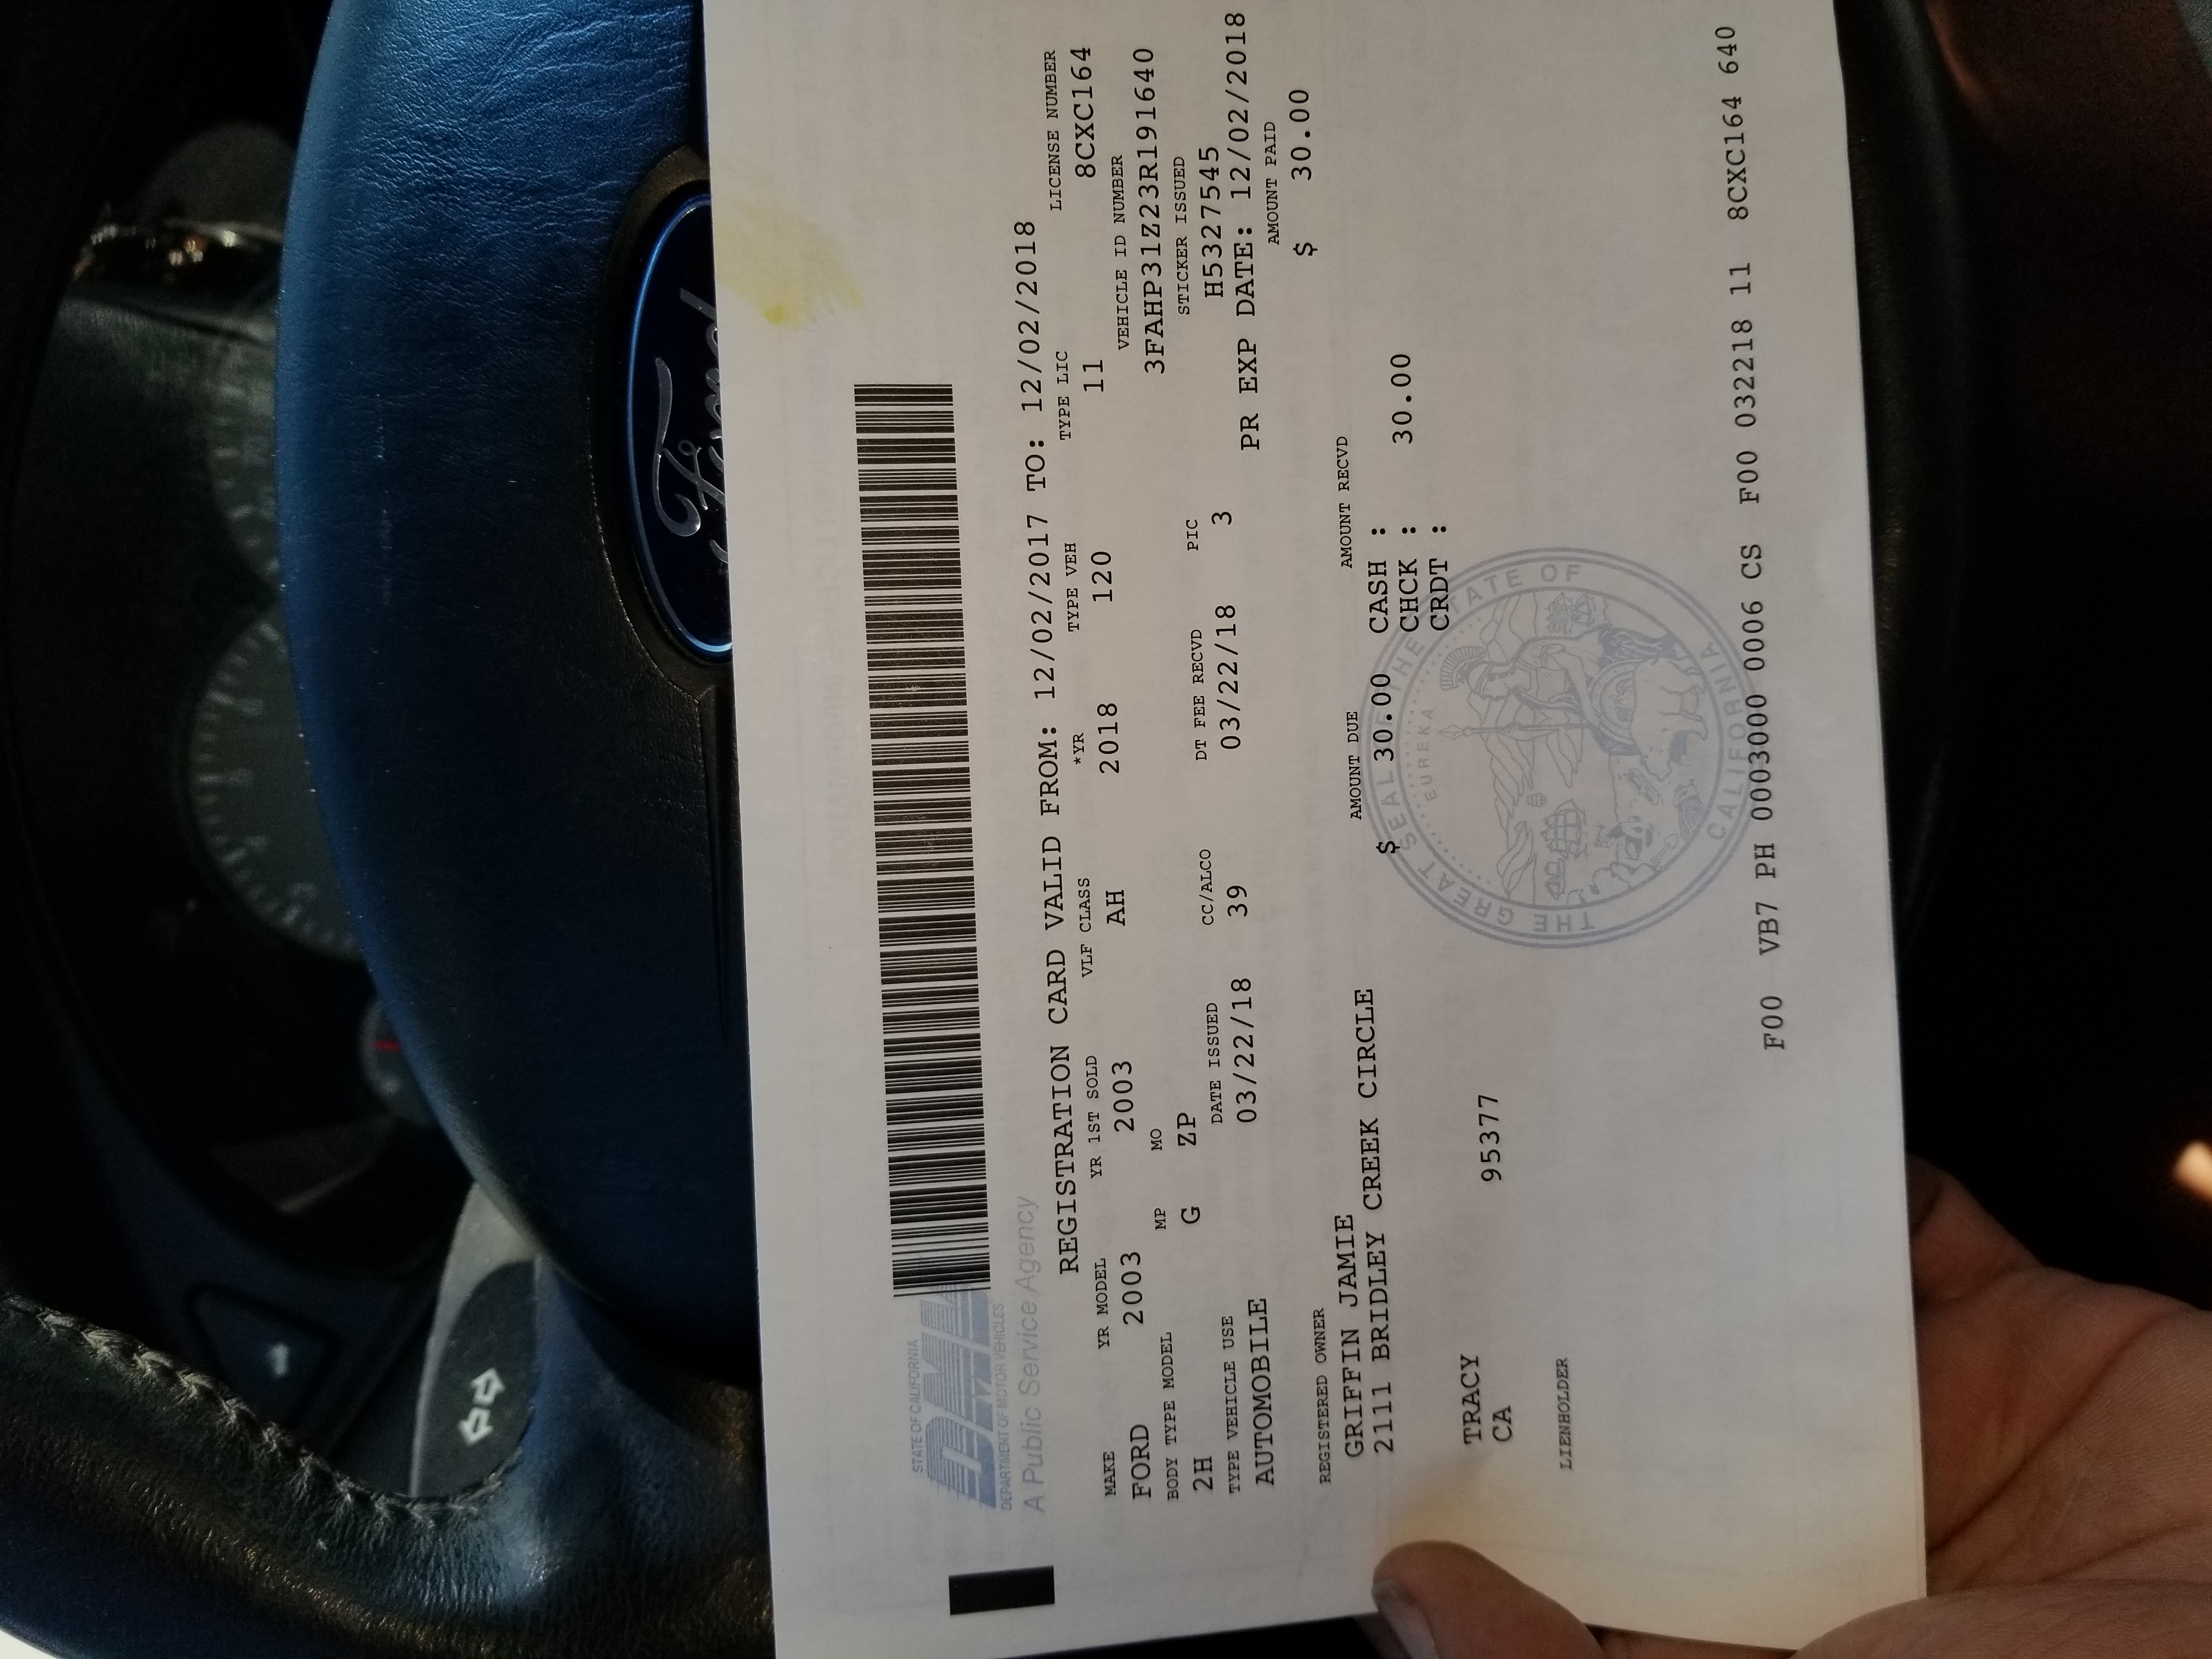 Ford
STATE OF CALIFORNIA
DMV
DEPARTMENT OF MOTOR VEHICLES
A Public Service Agency
REGISTRATION CARD VALID FROM: 12/02/2017 TO: 12/02/2018
MAKE YR MODEL YR 1ST SOLD VLF CLASS *YR TYPE VEH TYPE LIC LICENSE NUMBER
FORD 2003 2003 AH 2018 120 11 8CXC164
BODY TYPE MODEL MP MO VEHICLE ID NUMBER
2H G ZP 3FAHP31Z23R191640
TYPE VEHICLE USE DATE ISSUED CC/ALCO DT FEE RECVD PIC STICKER ISSUED
AUTOMOBILE 03/22/18 39 03/22/18 3 H5327545
PR EXP DATE: 12/02/2018
AMOUNT PAID
$ 30.00
REGISTERED OWNER
GRIFFIN JAMIE
2111 BRIDLEY CREEK CIRCLE
AMOUNT DUE AMOUNT RECVD
$ 30.00 CASH :
CHCK : 30.00
CRDT :
TRACY
CA 95377
LIENHOLDER
THE GREAT SEAL OF THE STATE OF CALIFORNIA
EUREKA
F00 VB7 PH 0003000 0006 CS F00 032218 11 8CXC164 640